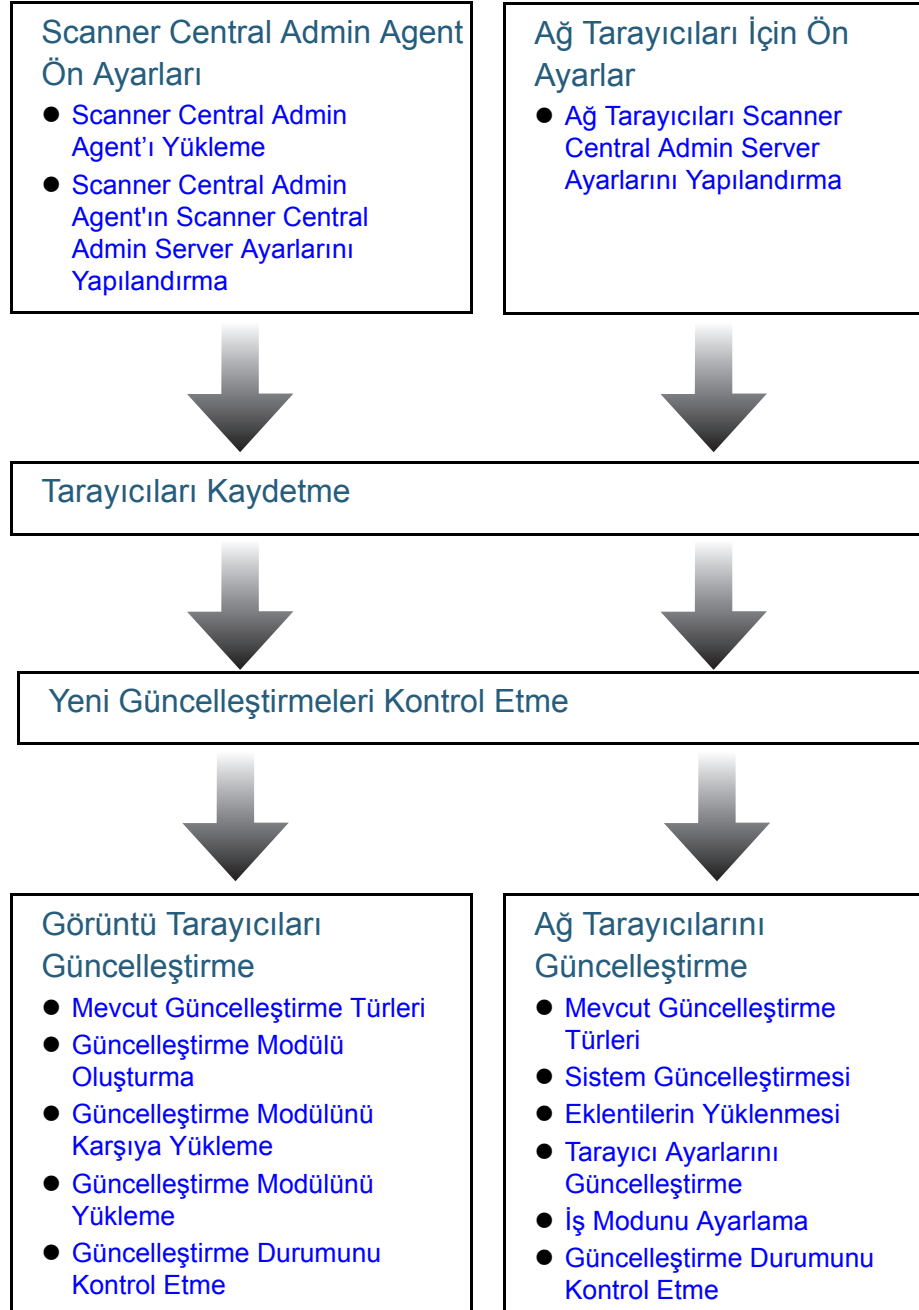 Scanner Central Admin Agent
Ön Ayarları
● Scanner Central Admin
Agent’ı Yükleme
● Scanner Central Admin
Agent'ın Scanner Central
Admin Server Ayarlarını
Yapılandırma
Ağ Tarayıcıları İçin Ön
Ayarlar
● Ağ Tarayıcıları Scanner
Central Admin Server
Ayarlarını Yapılandırma
Tarayıcıları Kaydetme
Yeni Güncelleştirmeleri Kontrol Etme
Görüntü Tarayıcıları
Güncelleştirme
● Mevcut Güncelleştirme Türleri
● Güncelleştirme Modülü
Oluşturma
● Güncelleştirme Modülünü
Karşıya Yükleme
● Güncelleştirme Modülünü
Yükleme
● Güncelleştirme Durumunu
Kontrol Etme
Ağ Tarayıcılarını
Güncelleştirme
● Mevcut Güncelleştirme
Türleri
● Sistem Güncelleştirmesi
● Eklentilerin Yüklenmesi
● Tarayıcı Ayarlarını
Güncelleştirme
● İş Modunu Ayarlama
● Güncelleştirme Durumunu
Kontrol Etme